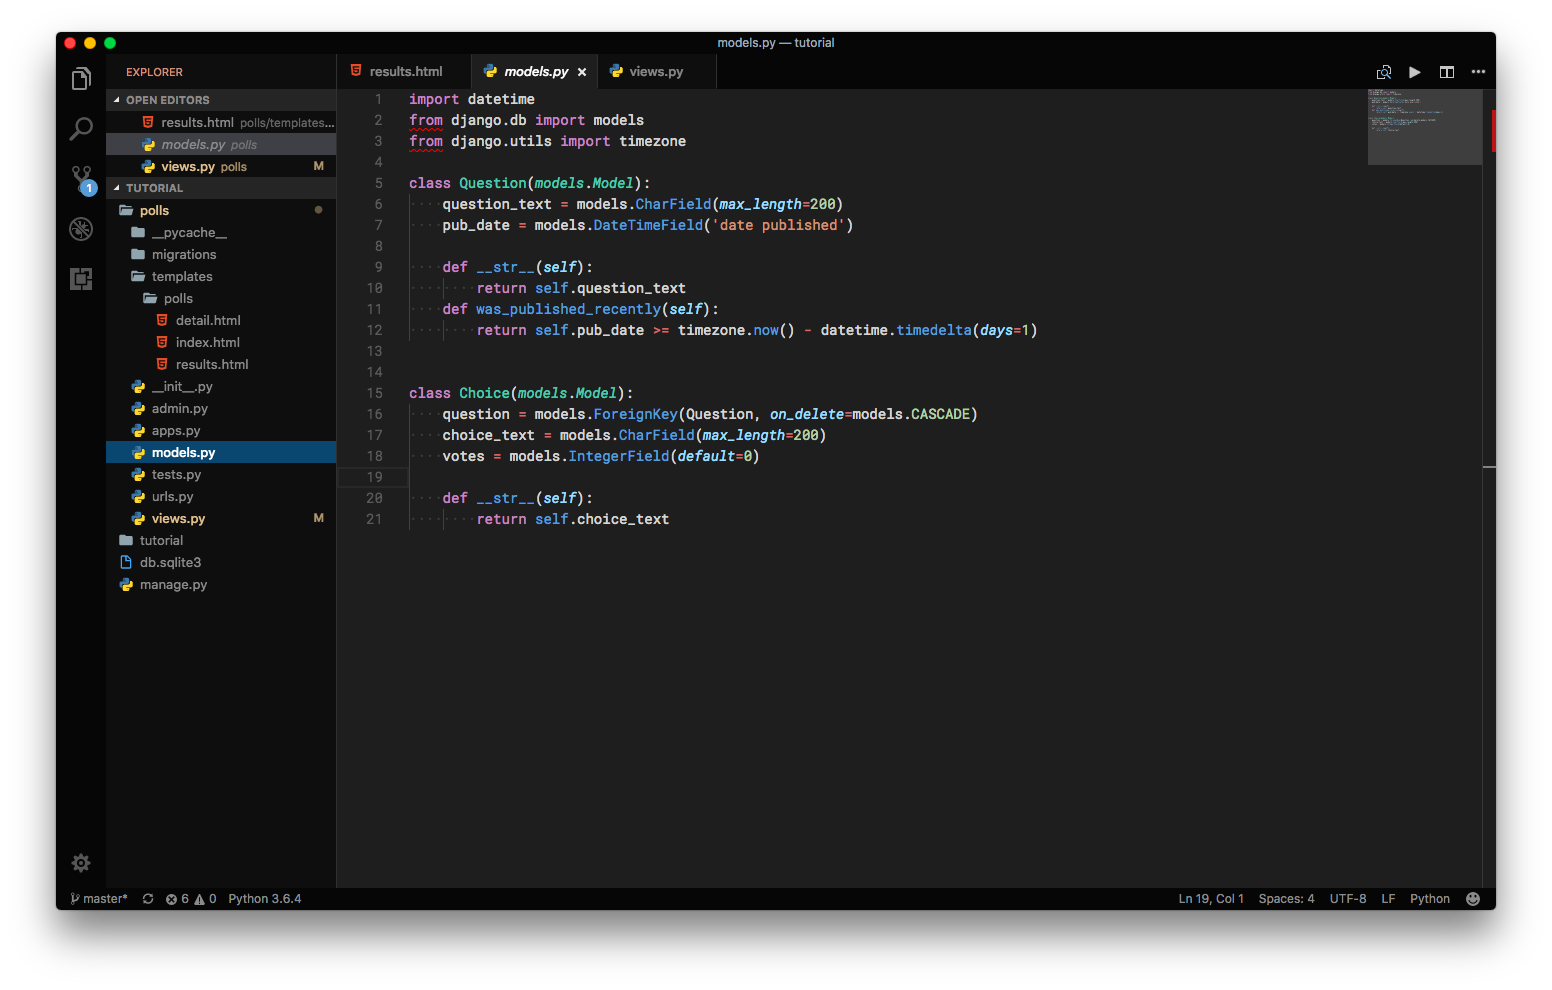 models.py — tutorial
EXPLORER
OPEN EDITORS
results.html polls/templates...
models.py polls
views.py polls M
TUTORIAL
polls
__pycache__
migrations
templates
polls
detail.html
index.html
results.html
__init__.py
admin.py
apps.py
models.py
tests.py
urls.py
views.py M
tutorial
db.sqlite3
manage.py
1
results.html models.py × views.py
1 import datetime
2 from django.db import models
3 from django.utils import timezone
4
5 class Question(models.Model):
6 question_text = models.CharField(max_length=200)
7 pub_date = models.DateTimeField('date published')
8
9 def __str__(self):
10 return self.question_text
11 def was_published_recently(self):
12 return self.pub_date >= timezone.now() - datetime.timedelta(days=1)
13
14
15 class Choice(models.Model):
16 question = models.ForeignKey(Question, on_delete=models.CASCADE)
17 choice_text = models.CharField(max_length=200)
18 votes = models.IntegerField(default=0)
19
20 def __str__(self):
21 return self.choice_text
master* 6 0 Python 3.6.4 Ln 19, Col 1 Spaces: 4 UTF-8 LF Python